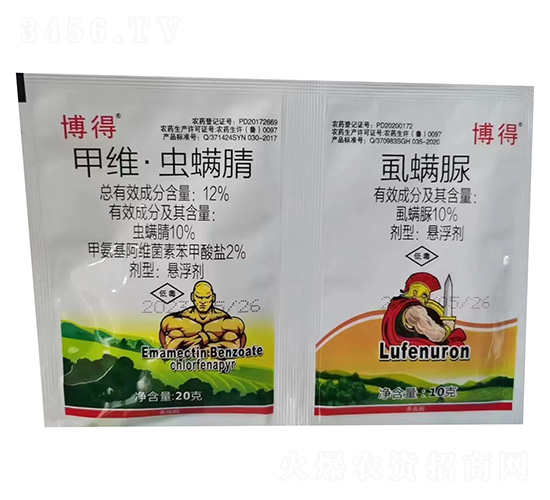 3456.TV
博得®
农药登记证号：PD20172669
农药生产许可证号:农药生许（鲁）0097
产品标准号：Q/371424SYN 030-2017
甲维·虫螨腈
总有效成分含量：12%
有效成分及其含量：
虫螨腈10%
甲氨基阿维菌素苯甲酸盐2%
剂型：悬浮剂
低毒
Emamectin Benzoate
chlorfenapyr
净含量:20克
杀虫剂
农药登记证号：PD20200172
农药生产许可证号:农药生许（鲁）0097
产品标准号：Q/370983SGH 035-2020
博得®
虱螨脲
有效成分及其含量：
虱螨脲10%
剂型：悬浮剂
低毒
Lufenuron
净含量：10克
杀虫剂
火爆农资招商网